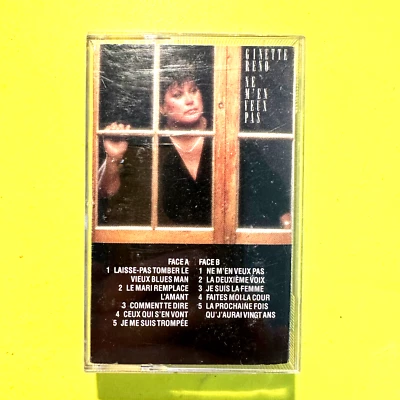 GINETTE
RENO
NE
M'EN
VEUX
PAS
FACE A
1 LAISSE-PAS TOMBER LE
VIEUX BLUES MAN
2 LE MARI REMPLACE
L'AMANT
3 COMMENT TE DIRE
4 CEUX QUI S'EN VONT
5 JE ME SUIS TROMPÉE
FACE B
1 NE M'EN VEUX PAS
2 LA DEUXIÈME VOIX
3 JE SUIS LA FEMME
4 FAITES MOI LA COUR
5 LA PROCHAINE FOIS
QU'J'AURAI VINGT ANS